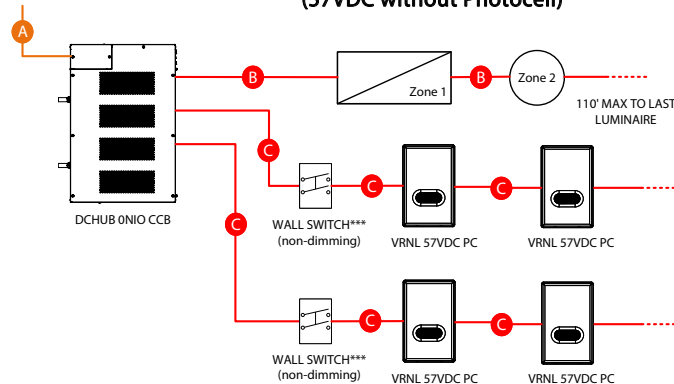 (57VDC without Photocell)
A
B
Zone 1
B
Zone 2
110' MAX TO LAST
LUMINAIRE
C
C
C
C
DCHUB 0NIO CCB
WALL SWITCH***
(non-dimming)
VRNL 57VDC PC
VRNL 57VDC PC
C
C
WALL SWITCH***
(non-dimming)
VRNL 57VDC PC
VRNL 57VDC PC